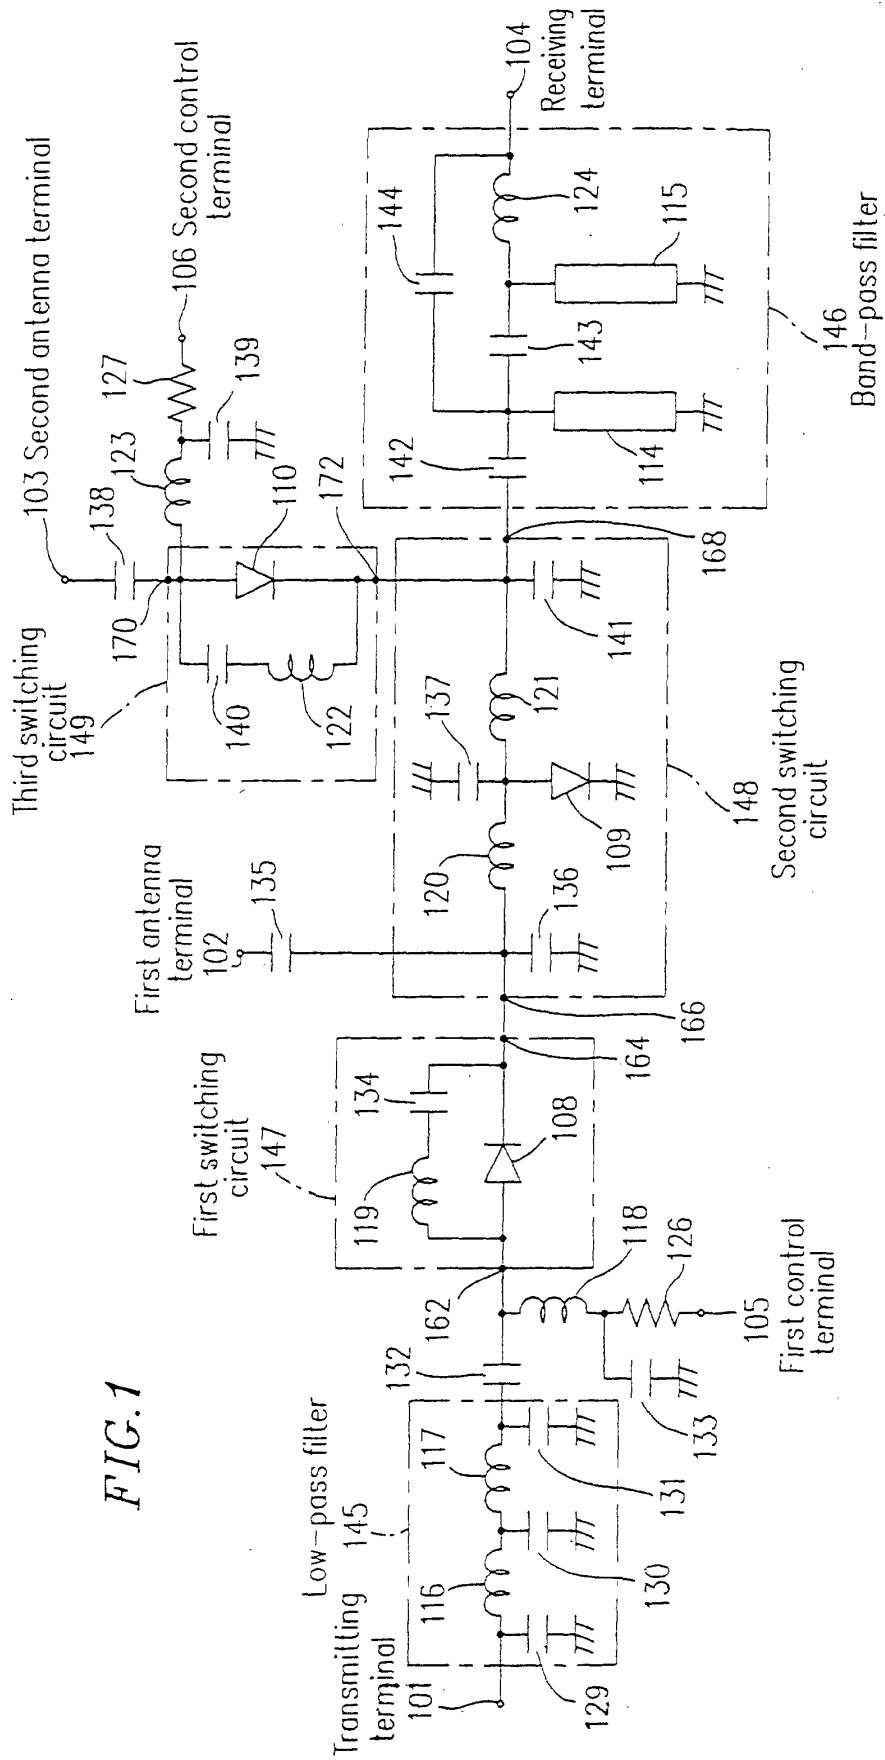 FIG.1
Third switching
circuit
149
103 Second antenna terminal
138
170
123
127
106 Second control
terminal
139
110
140
122
172
First antenna
terminal
102
135
First switching
circuit
147
119
134
108
162
164
166
120
136
137
109
121
141
168
148
Second switching
circuit
142
144
143
124
104
Receiving
terminal
114
115
146
Band-pass filter
Low-pass filter
145
Transmitting
terminal
101
116
117
129
130
131
132
133
118
126
105
First control
terminal